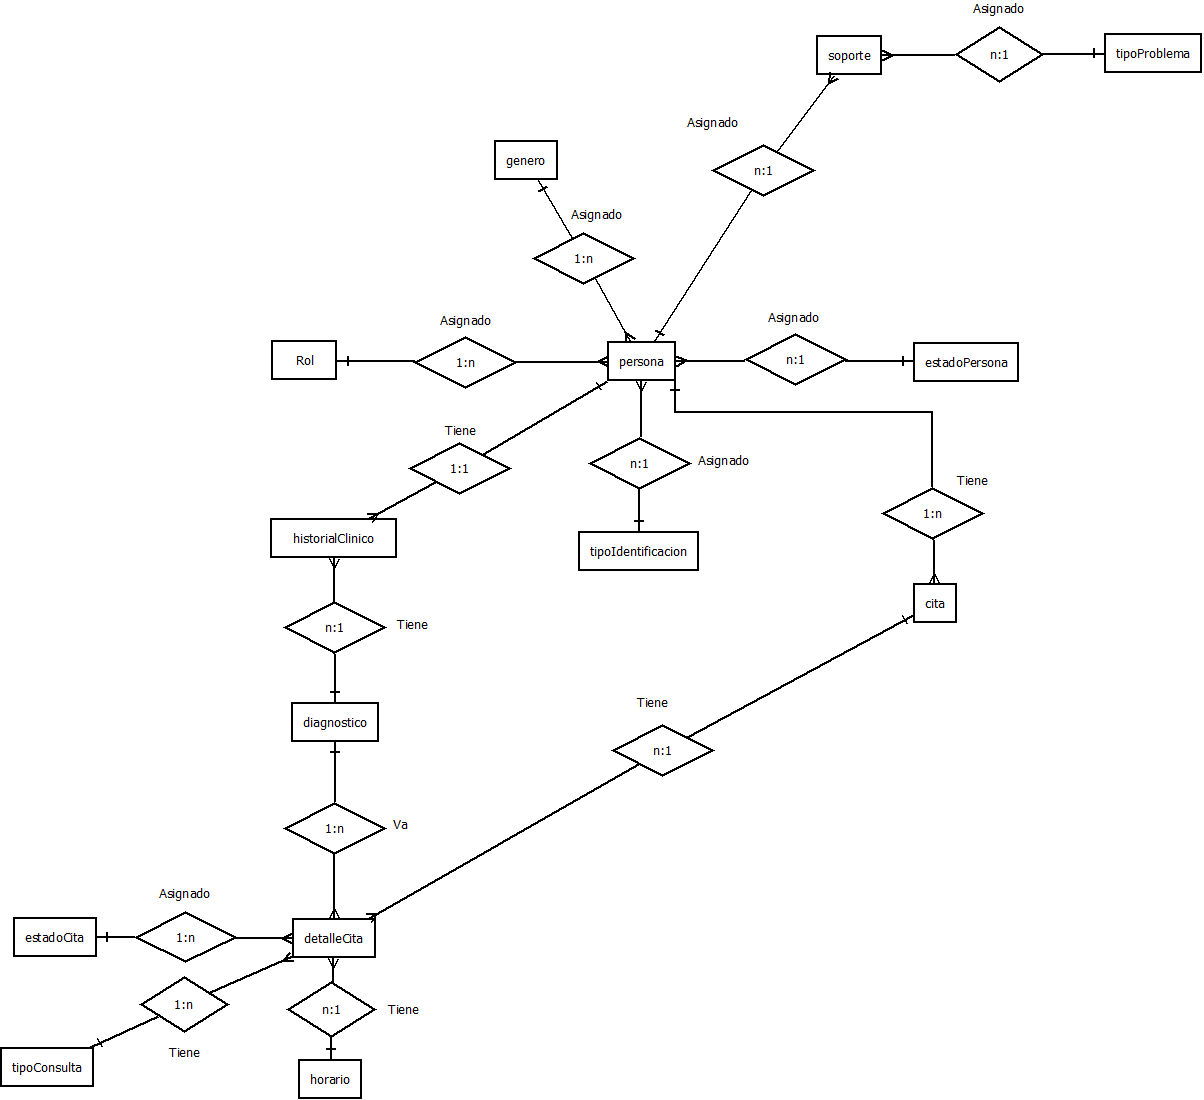 Asignado
soporte
n:1
tipoProblema
Asignado
n:1
genero
Asignado
1:n
Asignado
Asignado
Rol
1:n
persona
n:1
estadoPersona
Tiene
1:1
n:1
Asignado
Tiene
1:n
historialClinico
tipoIdentificacion
cita
n:1
Tiene
Tiene
diagnostico
n:1
1:n
Va
Asignado
estadoCita
1:n
detalleCita
1:n
n:1
Tiene
Tiene
tipoConsulta
horario